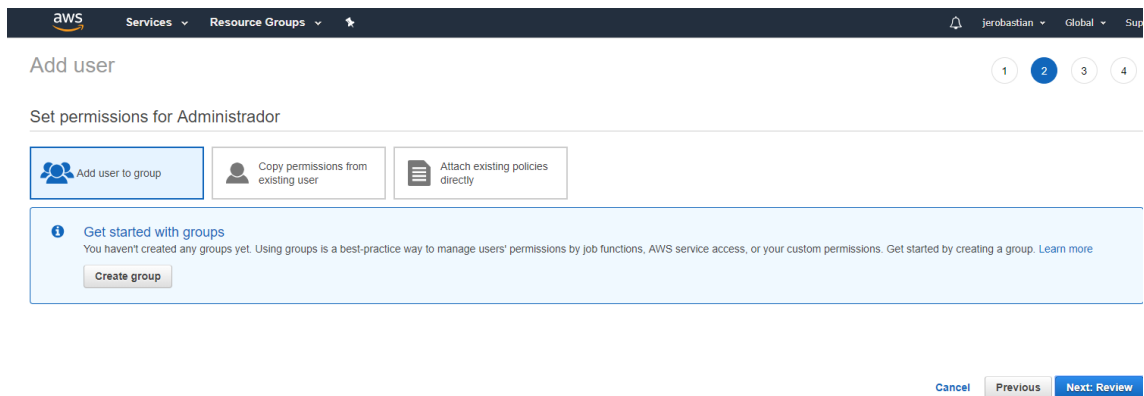 aws Services Resource Groups jerobastian Global Sup
Add user 1 2 3 4
Set permissions for Administrador
Add user to group
Copy permissions from
existing user
Attach existing policies
directly
Get started with groups
You haven't created any groups yet. Using groups is a best-practice way to manage users' permissions by job functions, AWS service access, or your custom permissions. Get started by creating a group. Learn more
Create group
Cancel Previous Next: Review